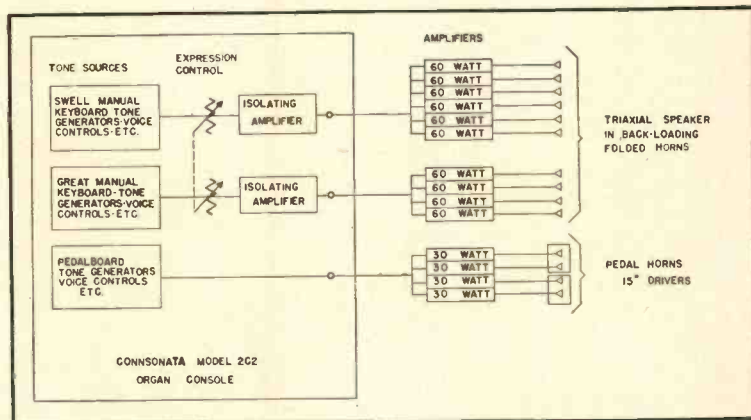 AMPLIFIERS
TONE SOURCES
EXPRESSION
CONTROL
SWELL MANUAL
KEYBOARD TONE
GENERATORS-VOICE
CONTROLS-ETC.
ISOLATING
AMPLIFIER
60 WATT
60 WATT
60 WATT
60 WATT
60 WATT
60 WATT
TRIAXIAL SPEAKER
IN BACK-LOADING
FOLDED HORNS
GREAT MANUAL
KEYBOARD-TONE
GENERATORS-VOICE
CONTROLS-ETC
ISOLATING
AMPLIFIER
60 WATT
60 WATT
60 WATT
60 WATT
PEDALBOARD
TONE GENERATORS
VOICE CONTROLS
ETC.
30 WATT
30 WATT
30 WATT
30 WATT
PEDAL HORNS
15" DRIVERS
CONNSONATA MODEL 2C2
ORGAN CONSOLE